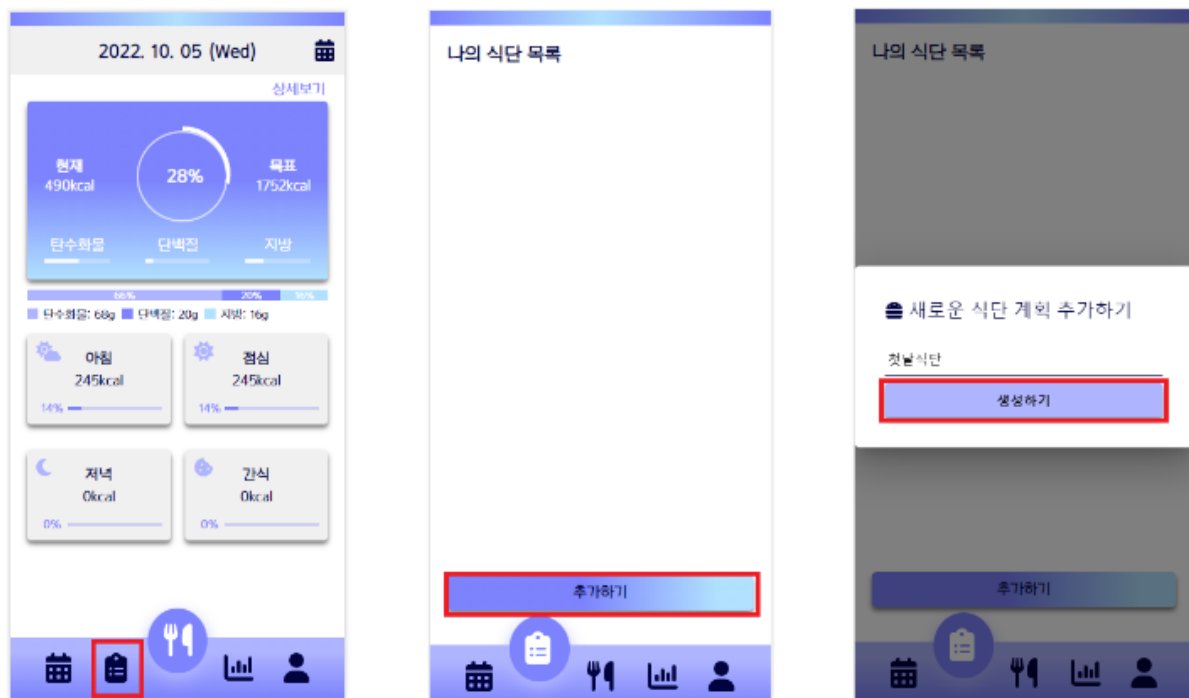 2022. 10. 05 (Wed)
상세보기
현재
490kcal
28%
목표
1752kcal
탄수화물
단백질
지방
66%
20%
16%
탄수화물: 68g
단백질: 20g
지방: 16g
아침
245kcal
14%
점심
245kcal
14%
저녁
0kcal
0%
간식
0kcal
0%
나의 식단 목록
추가하기
나의 식단 목록
새로운 식단 계획 추가하기
첫날식단
생성하기
추가하기